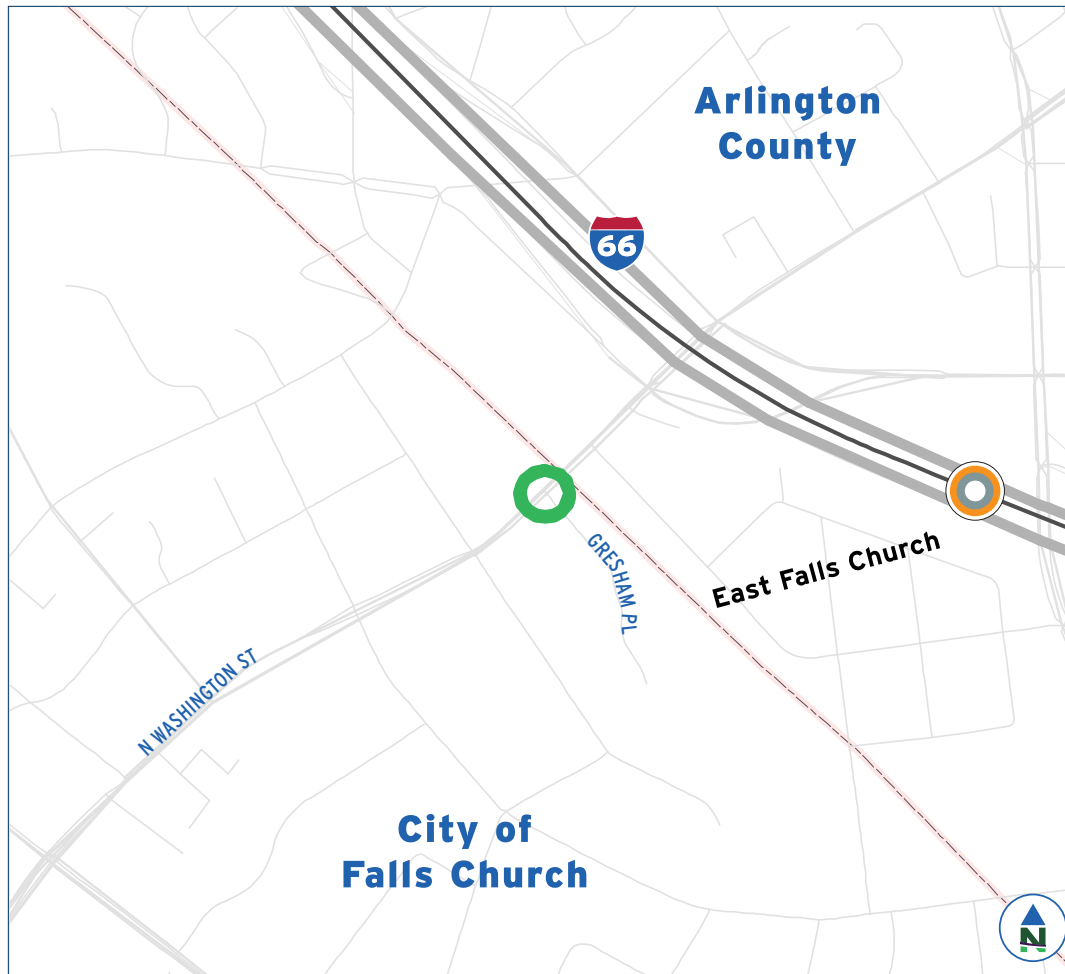 Arlington
County
66
East Falls Church
GRESHAM PL
N WASHINGTON ST
City of
Falls Church
N